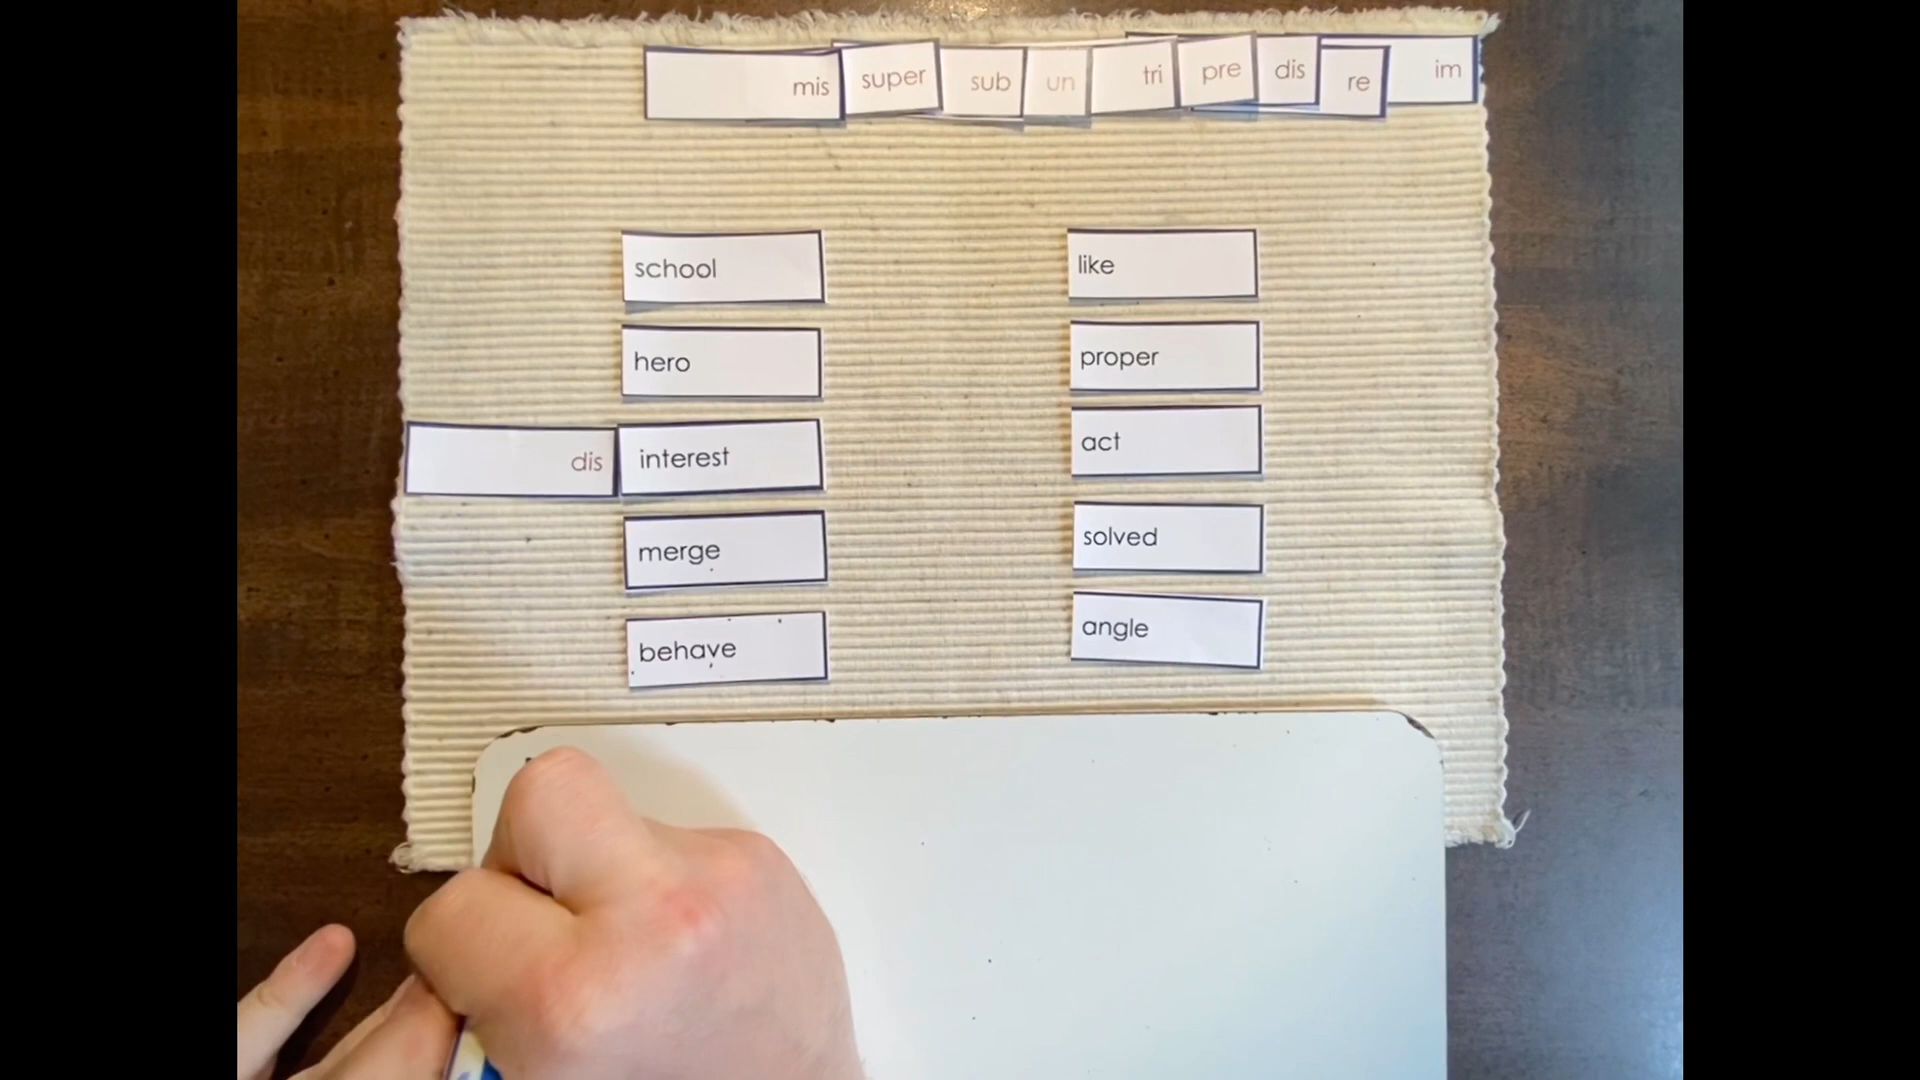 mis super sub un tri pre dis re im
school like
hero proper
dis interest act
merge solved
behave angle